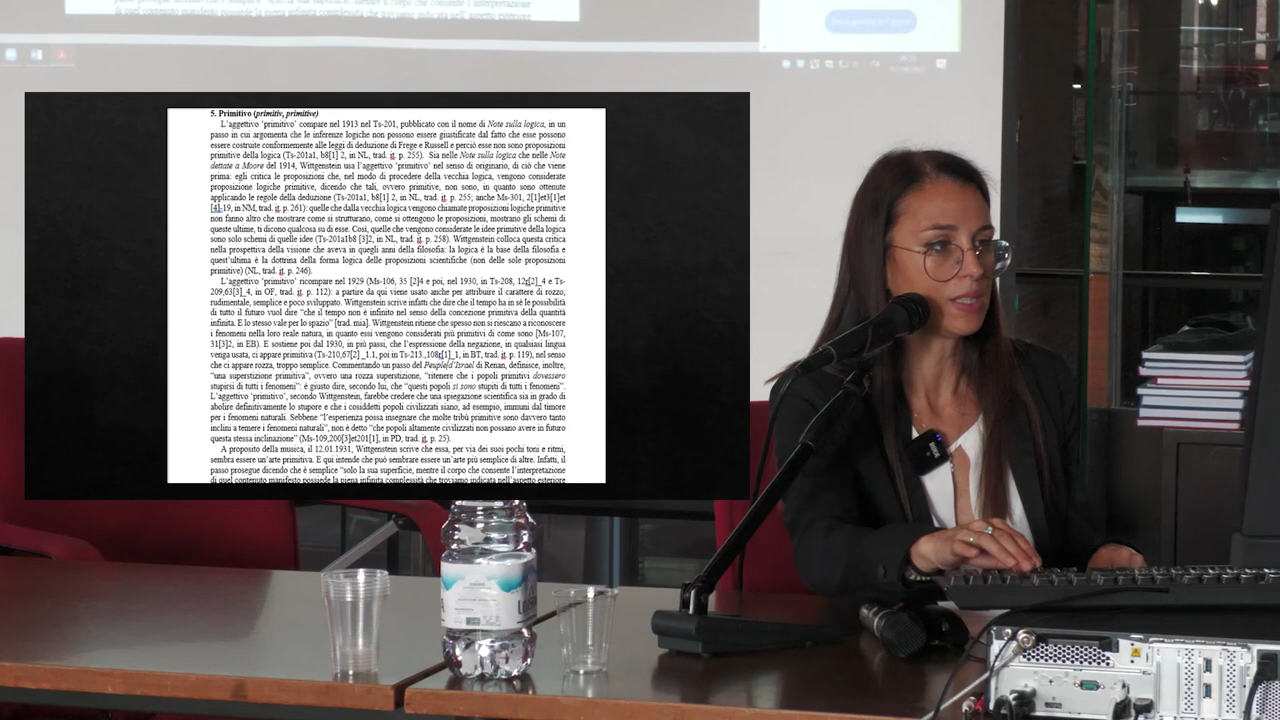 5. Primitivo (primitiv, primitive)
L'aggettivo 'primitivo' compare nel 1913 nel Ts-201, pubblicato con il nome di Note sulla logica, in un
passo in cui argomenta che le inferenze logiche non possono essere giustificate dal fatto che esse possono
essere costruite conformemente alle leggi di deduzione di Frege e Russell e perciò esse non sono proposizioni
primitive della logica (Ts-201a1, b8[1] 2, in NL, trad. it. p. 255). Sia nelle Note sulla logica che nelle Note
dettate a Moore del 1914, Wittgenstein usa l'aggettivo 'primitivo' nel senso di originario, di ciò che viene
prima: egli critica le proposizioni che, nel modo di procedere della vecchia logica, vengono considerate
proposizione logiche primitive, dicendo che tali, ovvero primitive, non sono, in quanto sono ottenute
applicando le regole della deduzione (Ts-201a1, b8[1] 2, in NL, trad. it. p. 255; anche Ms-301, 2[1]et3[1]et
[4]-19, in NM, trad. it. p. 261): quelle che dalla vecchia logica vengono chiamate proposizioni logiche primitive
non fanno altro che mostrare come si strutturano, come si ottengono le proposizioni, mostrano gli schemi di
queste ultime, ti dicono qualcosa su di esse. Così, quelle che vengono considerate le idee primitive della logica
sono solo schemi di quelle idee (Ts-201a1b8 [3]2, in NL, trad. it. p. 258). Wittgenstein colloca questa critica
nella prospettiva della visione che aveva in quegli anni della filosofia: la logica è la base della filosofia e
quest'ultima è la dottrina della forma logica delle proposizioni scientifiche (non delle sole proposizioni
primitive) (NL, trad. it. p. 246).
L'aggettivo 'primitivo' ricompare nel 1929 (Ms-106, 35 [2]4 e poi, nel 1930, in Ts-208, 12r[2]_4 e Ts-
209,63[3]_4, in OF, trad. it. p. 112): a partire da qui viene usato anche per attribuire il carattere di rozzo,
rudimentale, semplice e poco sviluppato. Wittgenstein scrive infatti che dire che il tempo ha in sé le possibilità
di tutto il futuro vuol dire "che il tempo non è infinito nel senso della concezione primitiva della quantità
infinita. E lo stesso vale per lo spazio" [trad. mia]. Wittgenstein ritiene che spesso non si riescano a riconoscere
i fenomeni nella loro reale natura, in quanto essi vengono considerati più primitivi di come sono [Ms-107,
31[3]2, in EB). E sostiene poi dal 1930, in più passi, che l'espressione della negazione, in qualsiasi lingua
venga usata, ci appare primitiva (Ts-210,67[2] _1.1, poi in Ts-213.,108r[1]_1, in BT, trad. it. p. 119), nel senso
che ci appare rozza, troppo semplice. Commentando un passo del Peupled'Israel di Renan, definisce, inoltre,
"una superstizione primitiva", ovvero una rozza superstizione, "ritenere che i popoli primitivi dovessero
stupirsi di tutti i fenomeni": è giusto dire, secondo lui, che "questi popoli si sono stupiti di tutti i fenomeni".
L'aggettivo 'primitivo', secondo Wittgenstein, farebbe credere che una spiegazione scientifica sia in grado di
abolire definitivamente lo stupore e che i cosiddetti popoli civilizzati siano, ad esempio, immuni dal timore
per i fenomeni naturali. Sebbene "l'esperienza possa insegnare che molte tribù primitive sono davvero tanto
inclini a temere i fenomeni naturali", non è detto "che popoli altamente civilizzati non possano avere in futuro
questa stessa inclinazione" (Ms-109,200[3]et201[1], in PD, trad. it. p. 25).
A proposito della musica, il 12.01.1931, Wittgenstein scrive che essa, per via dei suoi pochi toni e ritmi,
sembra essere un'arte primitiva. E qui intende che può sembrare essere un'arte più semplice di altre. Infatti, il
passo prosegue dicendo che è semplice "solo la sua superficie, mentre il corpo che consente l'interpretazione
di quel contenuto manifesto possiede la piena infinita complessità che troviamo indicata nell'aspetto esteriore